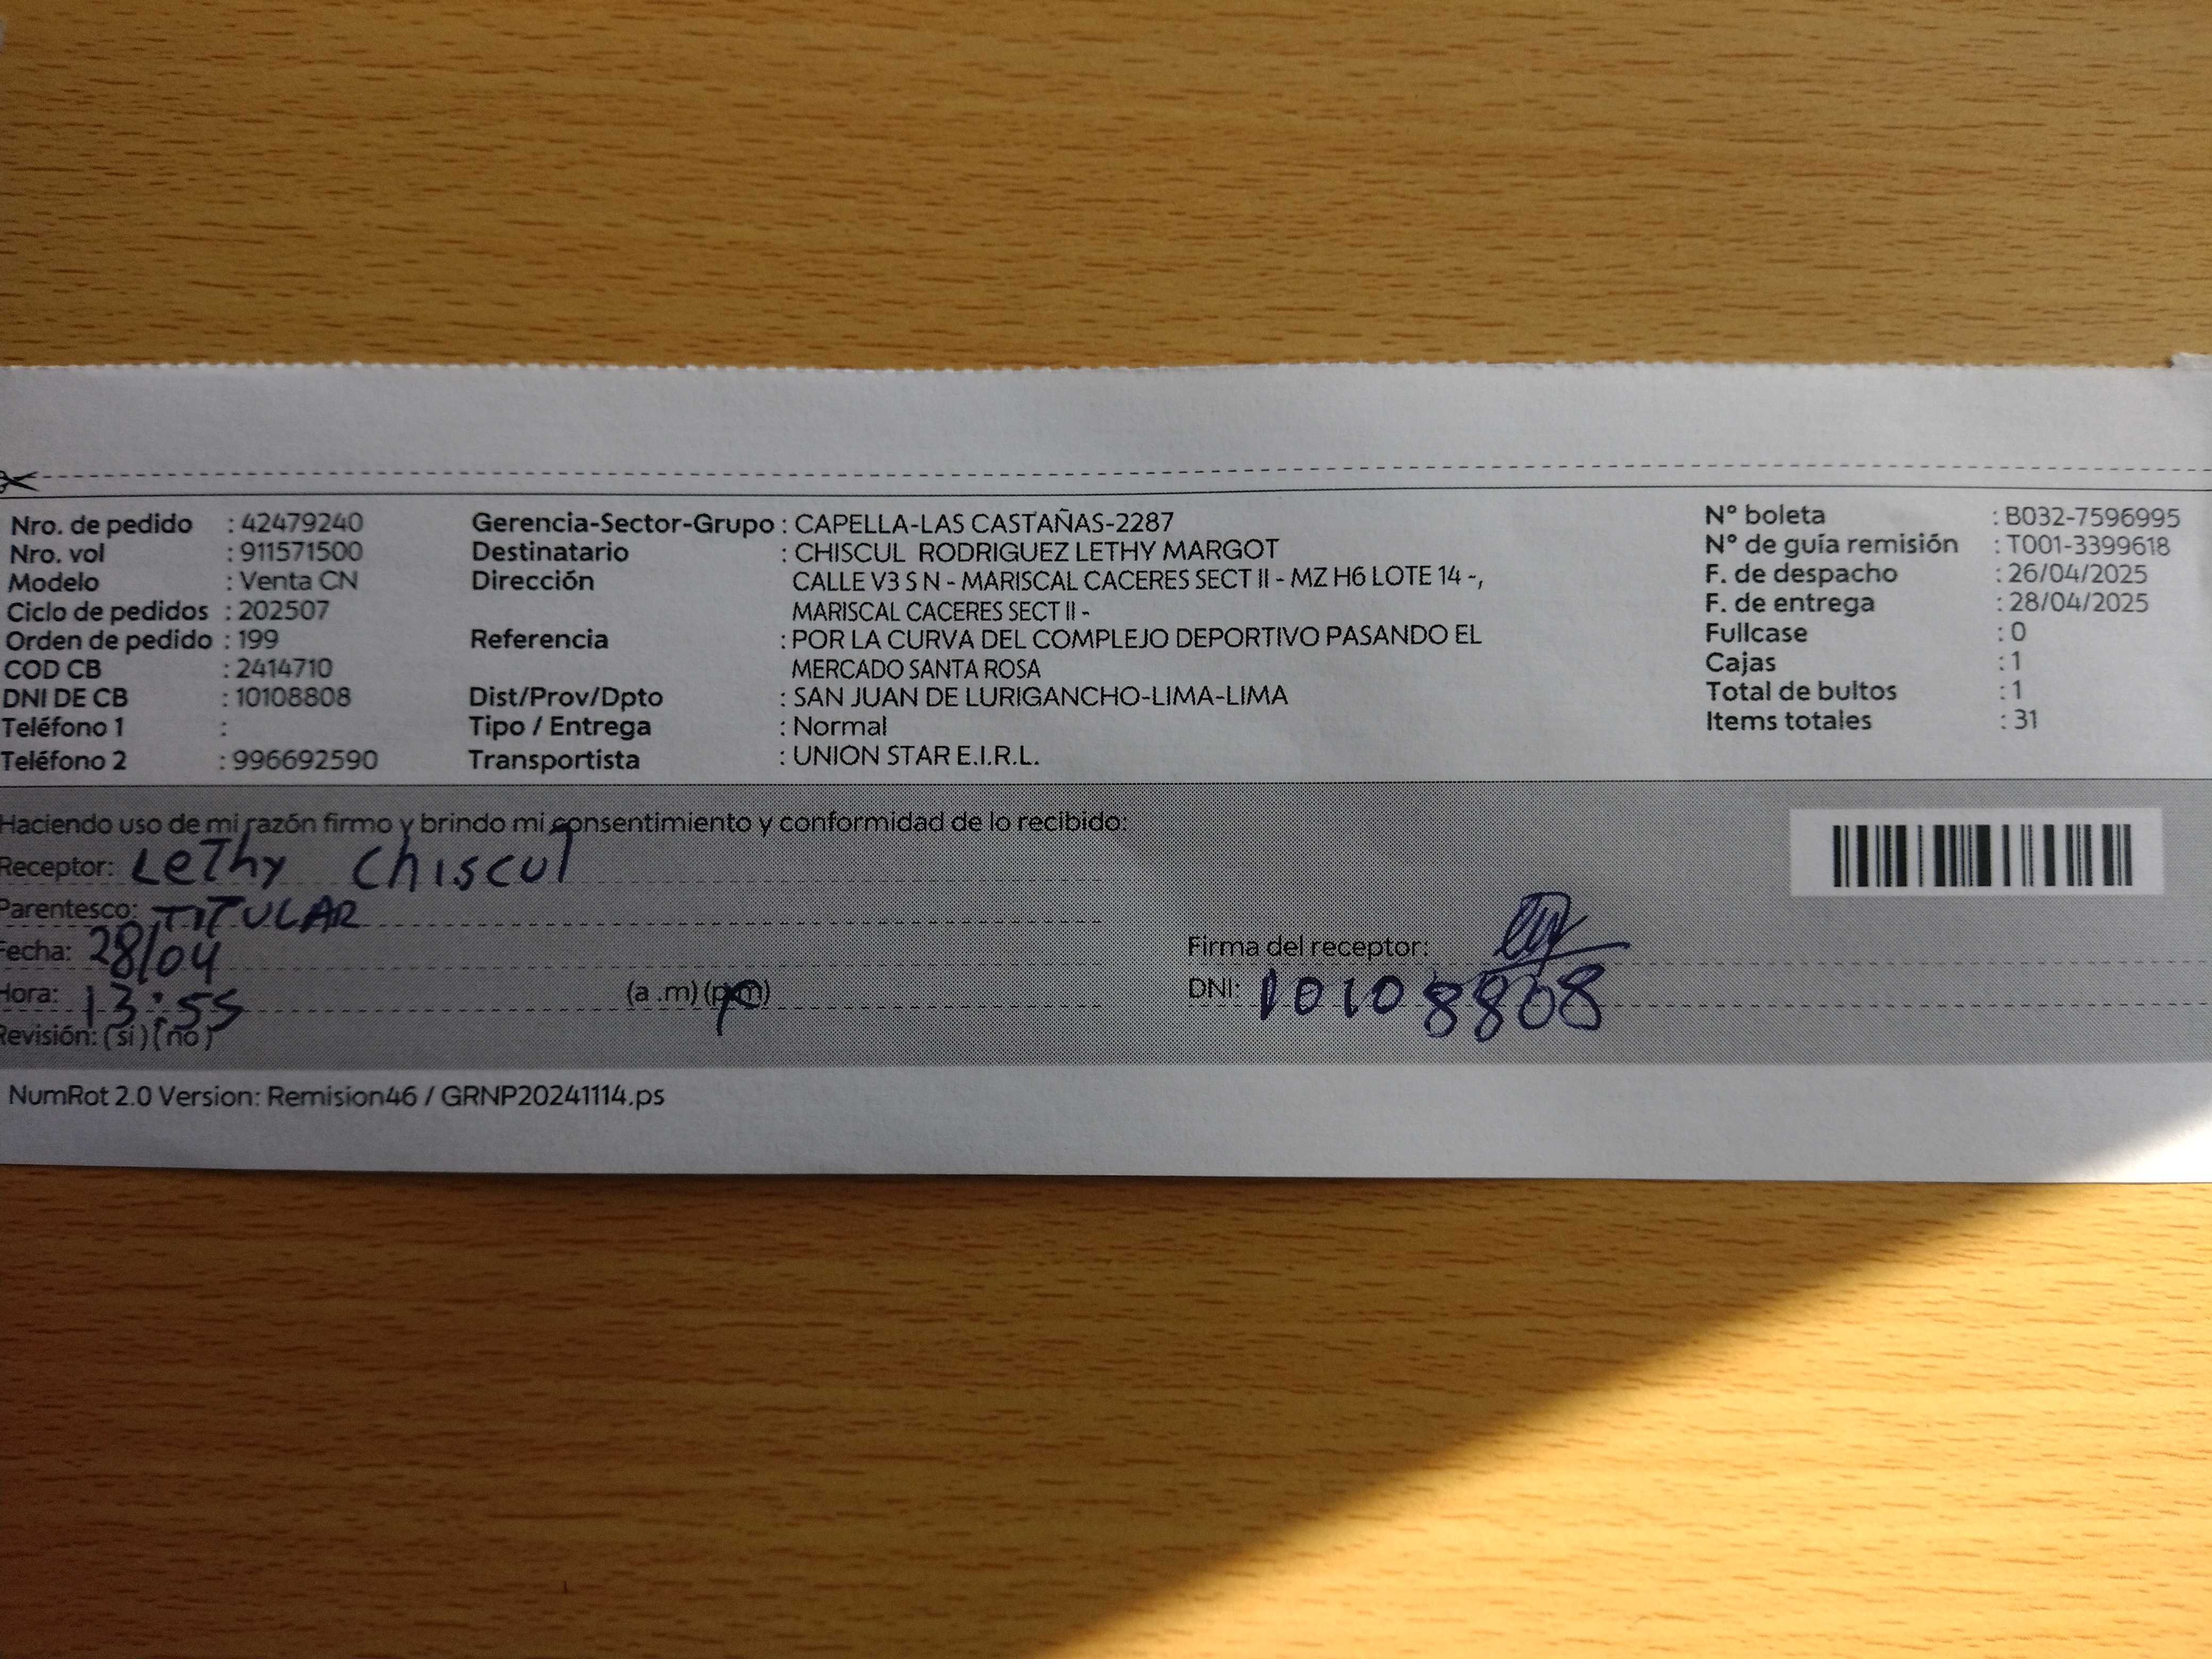 Nro. de pedido : 42479240
Nro. vol : 911571500
Modelo : Venta CN
Ciclo de pedidos : 202507
Orden de pedido : 199
COD CB : 2414710
DNI DE CB : 10108808
Teléfono 1 :
Teléfono 2 : 996692590
Gerencia-Sector-Grupo : CAPELLA-LAS CASTAÑAS-2287
Destinatario : CHISCUL RODRIGUEZ LETHY MARGOT
Dirección CALLE V3 S N - MARISCAL CACERES SECT II - MZ H6 LOTE 14 -,
MARISCAL CACERES SECT II -
Referencia : POR LA CURVA DEL COMPLEJO DEPORTIVO PASANDO EL
MERCADO SANTA ROSA
Dist/Prov/Dpto : SAN JUAN DE LURIGANCHO-LIMA-LIMA
Tipo / Entrega : Normal
Transportista : UNION STAR E.I.R.L.
N° boleta : B032-7596995
N° de guía remisión : T001-3399618
F. de despacho : 26/04/2025
F. de entrega : 28/04/2025
Fullcase : 0
Cajas : 1
Total de bultos : 1
Items totales : 31
Haciendo uso de mi razón firmo y brindo mi consentimiento y conformidad de lo recibido:
Receptor: Lethy Chiscul
Parentesco: TITULAR
Fecha: 28/04
Hora: 13:55 (a .m) (p.m)
Revisión: (si) (no)
Firma del receptor:
DNI: 10108808
NumRot 2.0 Version: Remision46 / GRNP20241114.ps